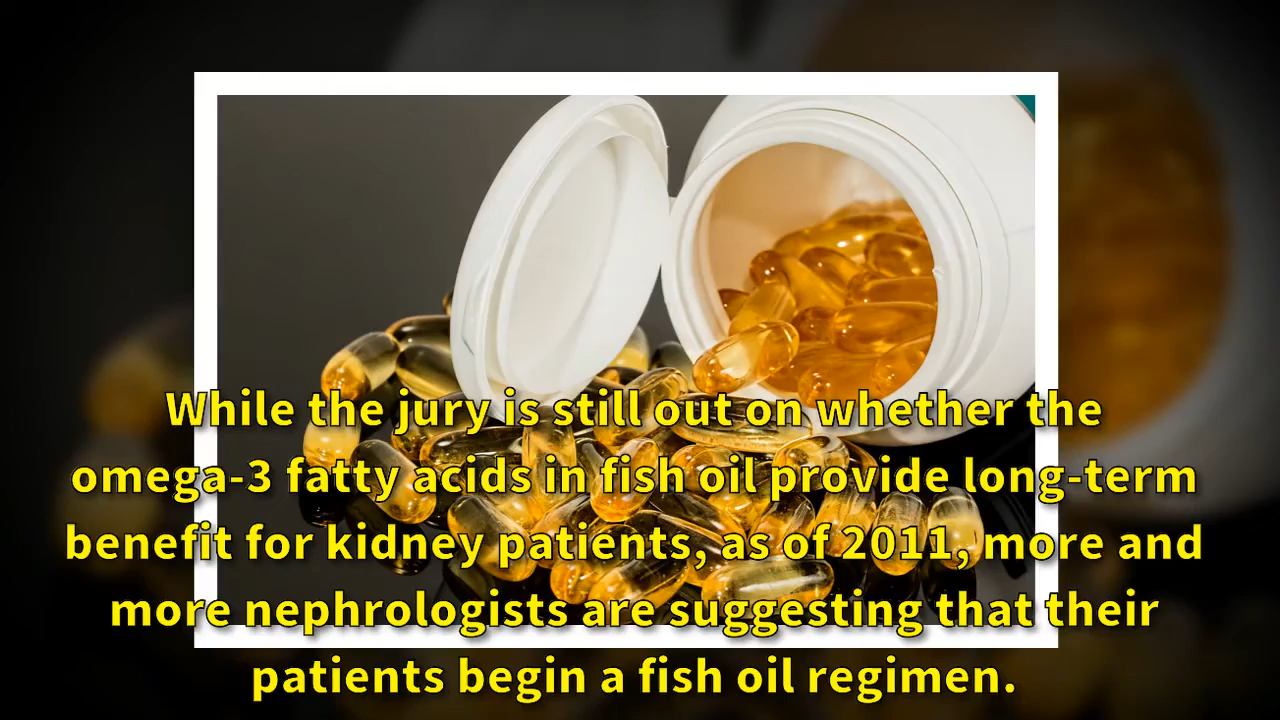 While the jury is still out on whether the
omega-3 fatty acids in fish oil provide long-term
benefit for kidney patients, as of 2011, more and
more nephrologists are suggesting that their
patients begin a fish oil regimen.